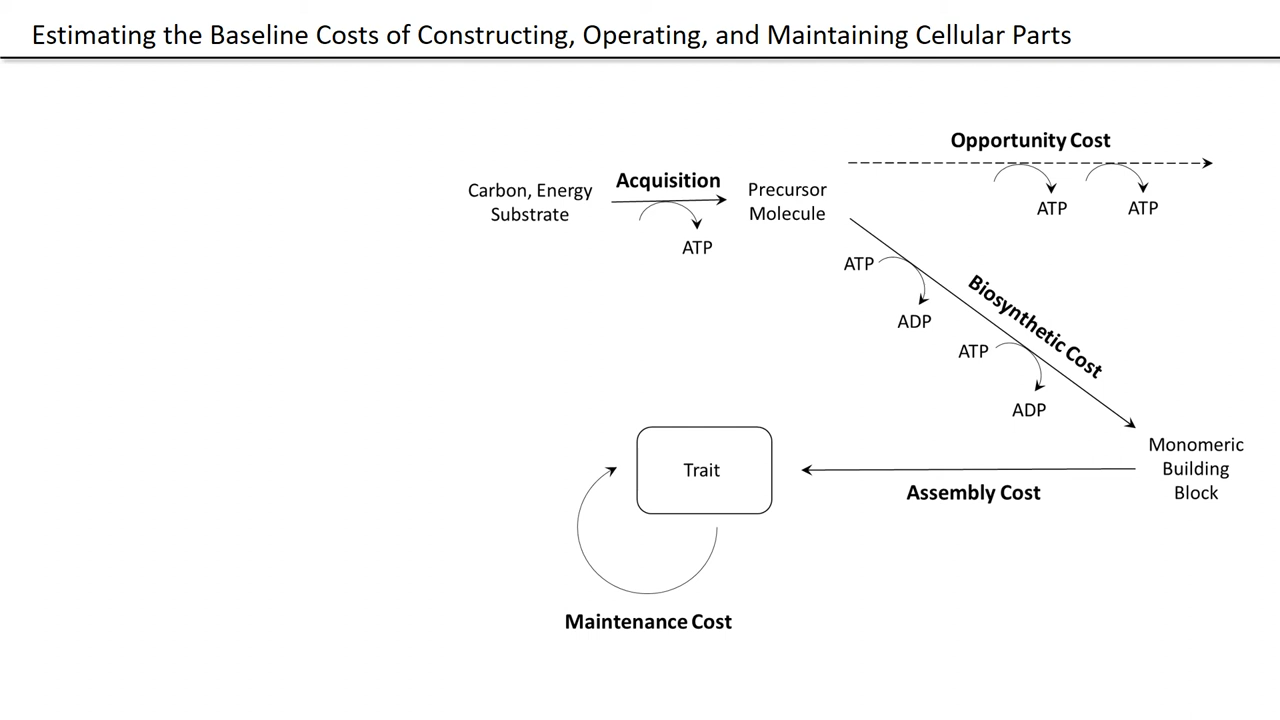 Estimating the Baseline Costs of Constructing, Operating, and Maintaining Cellular Parts
Opportunity Cost
Acquisition
Carbon, Energy
Substrate
Precursor
Molecule
ATP
ATP
ATP
ATP
ADP
Biosynthetic Cost
ATP
ADP
Monomeric
Building
Block
Trait
Assembly Cost
Maintenance Cost